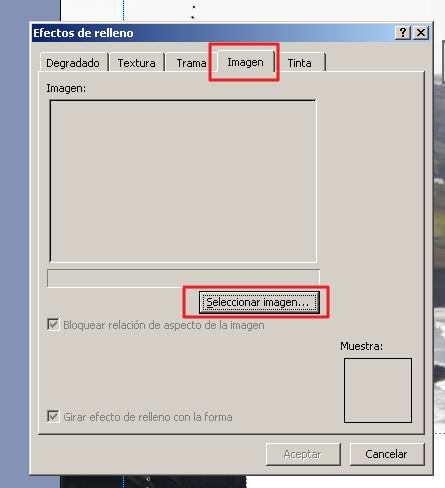 Efectos de relleno
Degradado Textura Trama Imagen Tinta
Imagen:
Seleccionar imagen...
Bloquear relación de aspecto de la imagen
Muestra:
Girar efecto de relleno con la forma
Aceptar Cancelar